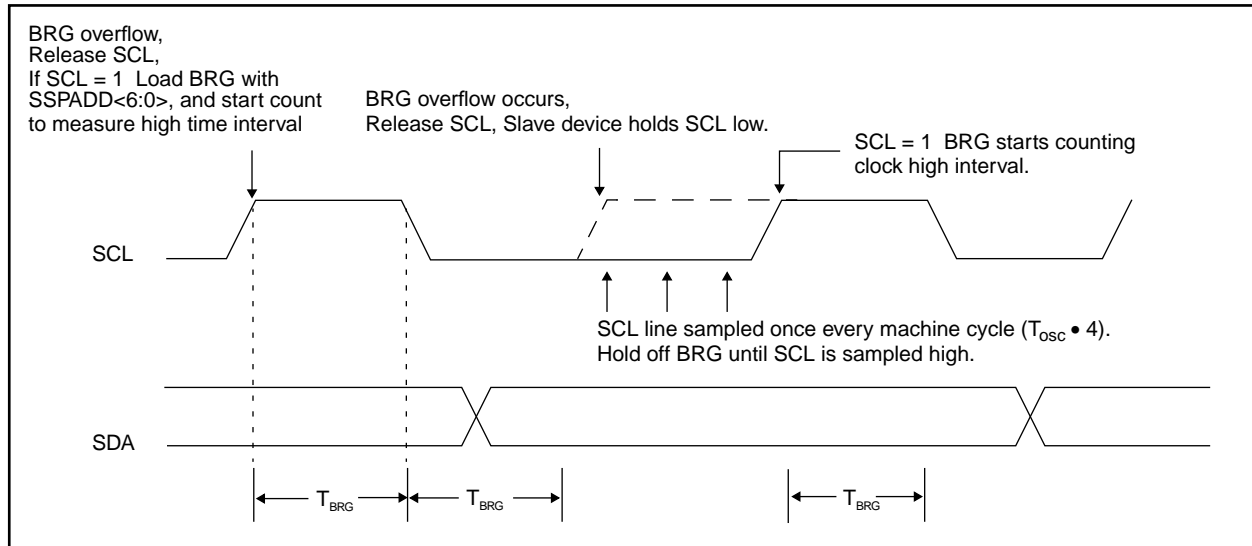 BRG overflow,
Release SCL,
If SCL = 1 Load BRG with
SSPADD<6:0>, and start count
to measure high time interval
BRG overflow occurs,
Release SCL, Slave device holds SCL low.
SCL = 1 BRG starts counting
clock high interval.
SCL
SCL line sampled once every machine cycle (Tosc • 4).
Hold off BRG until SCL is sampled high.
SDA
TBRG
TBRG
TBRG